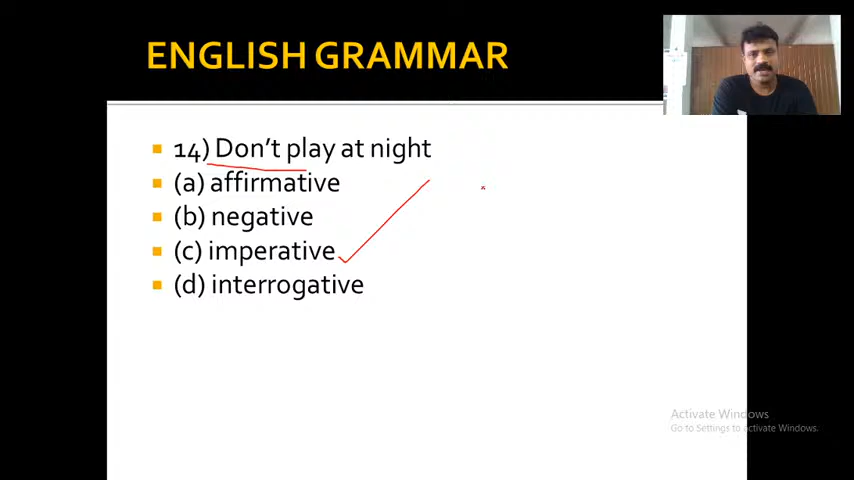 ENGLISH GRAMMAR
14) Don't play at night
(a) affirmative
(b) negative
(c) imperative
(d) interrogative
Activate Windows
Go to Settings to activate Windows.